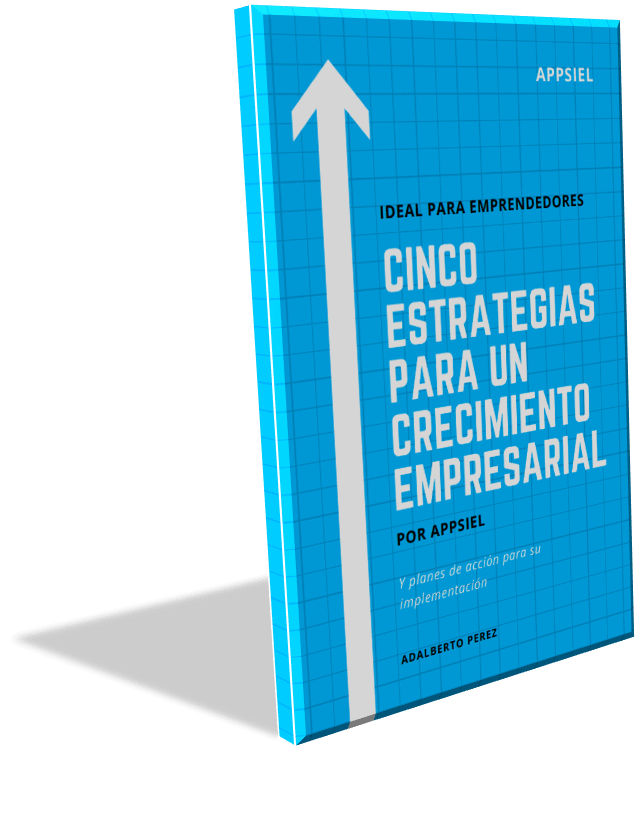 APPSIEL
IDEAL PARA EMPRENDEDORES
CINCO
ESTRATEGIAS
PARA UN
CRECIMIENTO
EMPRESARIAL
POR APPSIEL
Y planes de acción para su
implementación
ADALBERTO PEREZ